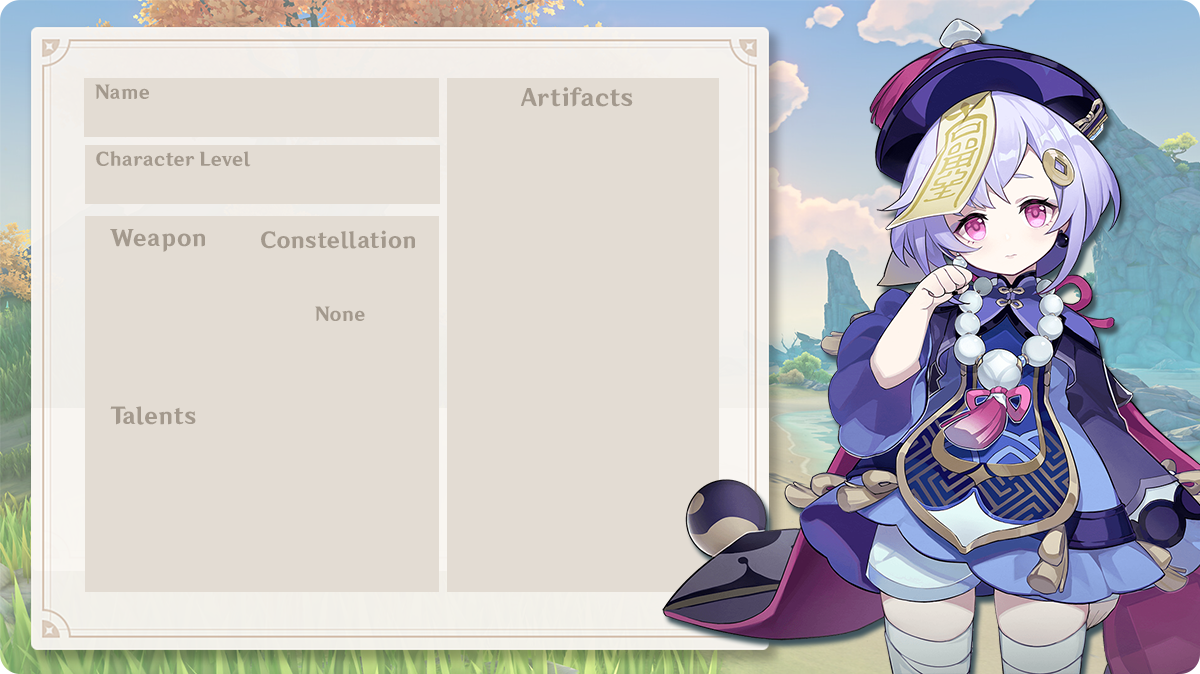 Name
Artifacts
Character Level
Weapon
Constellation
None
Talents